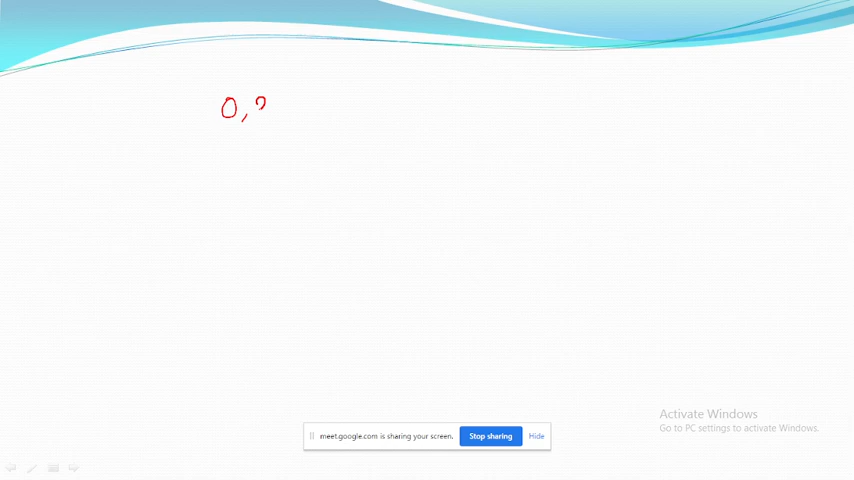 0,
Activate Windows
Go to PC settings to activate Windows.
meet.google.com is sharing your screen. Stop sharing Hide